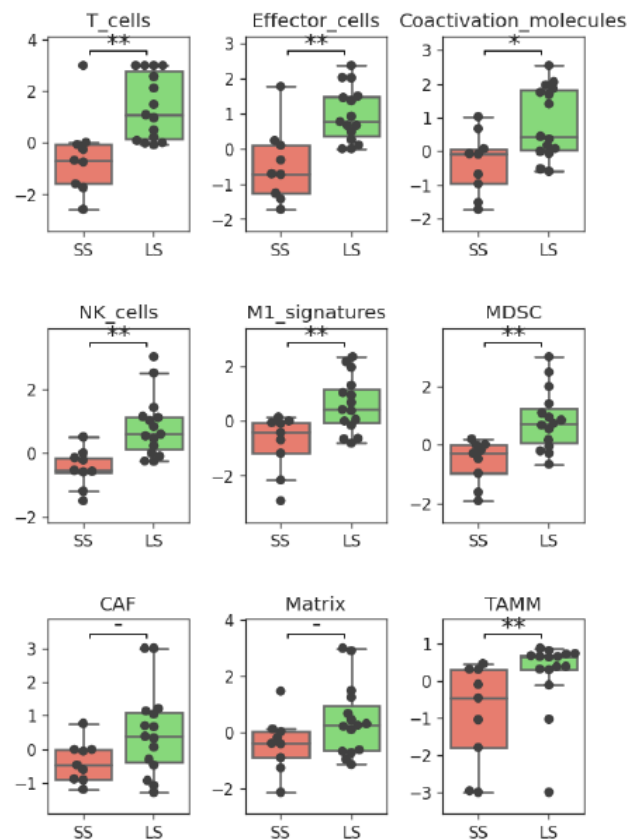 T_cells Effector_cells Coactivation_molecules
** ** *
4 3 3
2 2 2
1 1
0 0 0
−1 −1
−2 −2 −2
SS LS SS LS SS LS
NK_cells M1_signatures MDSC
** ** **
2 2 2
0 0 0
−2 −2 −2
SS LS SS LS SS LS
CAF Matrix TAMM
- - **
3 4 1
2 2 0
1 0 −1
0 −2 −2
−1 −3
SS LS SS LS SS LS